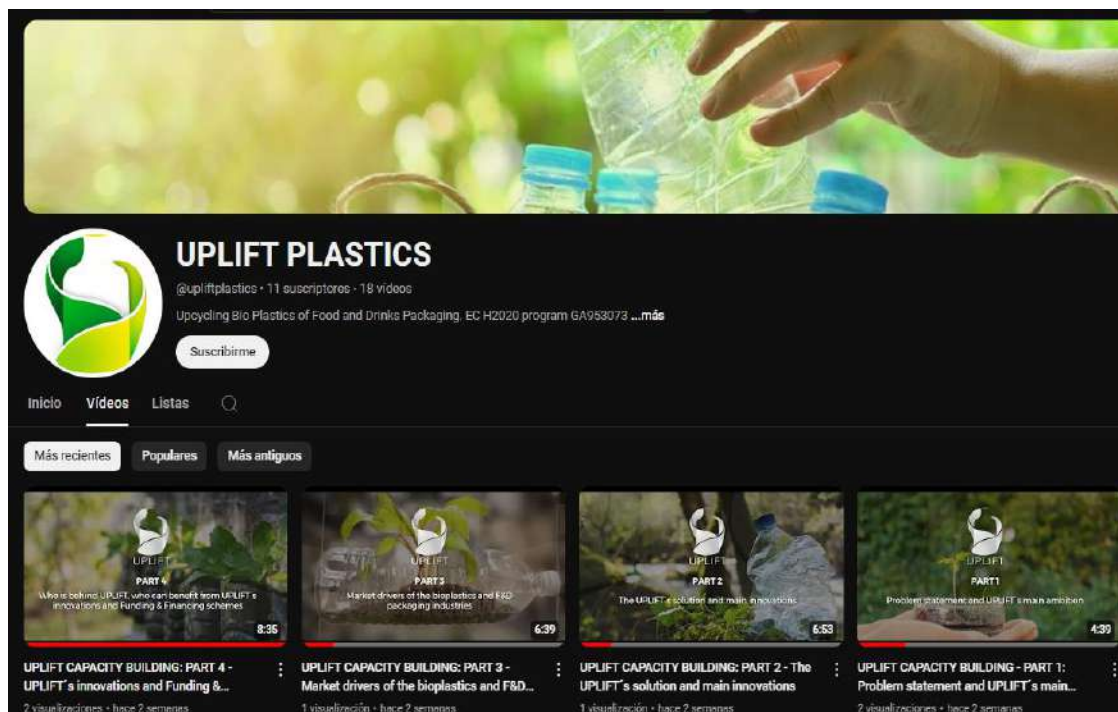 UPLIFT PLASTICS
@upliftplastics • 11 suscriptores • 18 vídeos
Upcycling Bio Plastics of Food and Drinks Packaging. EC H2020 program GA953073 ...más
Suscribirme
Inicio Vídeos Listas
Más recientes Populares Más antiguos
UPLIFT
PART 4
Who is behind UPLIFT, who can benefit from UPLIFT's
innovations and Funding & Financing schemes
8:35
UPLIFT
PART 3
Market drivers of the bioplastics and F&D
packaging industries
6:39
UPLIFT
PART 2
The UPLIFT's solution and main innovations
6:53
UPLIFT
PART 1
Problem statement and UPLIFT's main ambition
4:39
UPLIFT CAPACITY BUILDING: PART 4 -
UPLIFT´s innovations and Funding &...
2 visualizaciones • hace 2 semanas
UPLIFT CAPACITY BUILDING: PART 3 -
Market drivers of the bioplastics and F&D...
1 visualización • hace 2 semanas
UPLIFT CAPACITY BUILDING: PART 2 - The
UPLIFT´s solution and main innovations
1 visualización • hace 2 semanas
UPLIFT CAPACITY BUILDING - PART 1:
Problem statement and UPLIFT´s main...
2 visualizaciones • hace 2 semanas